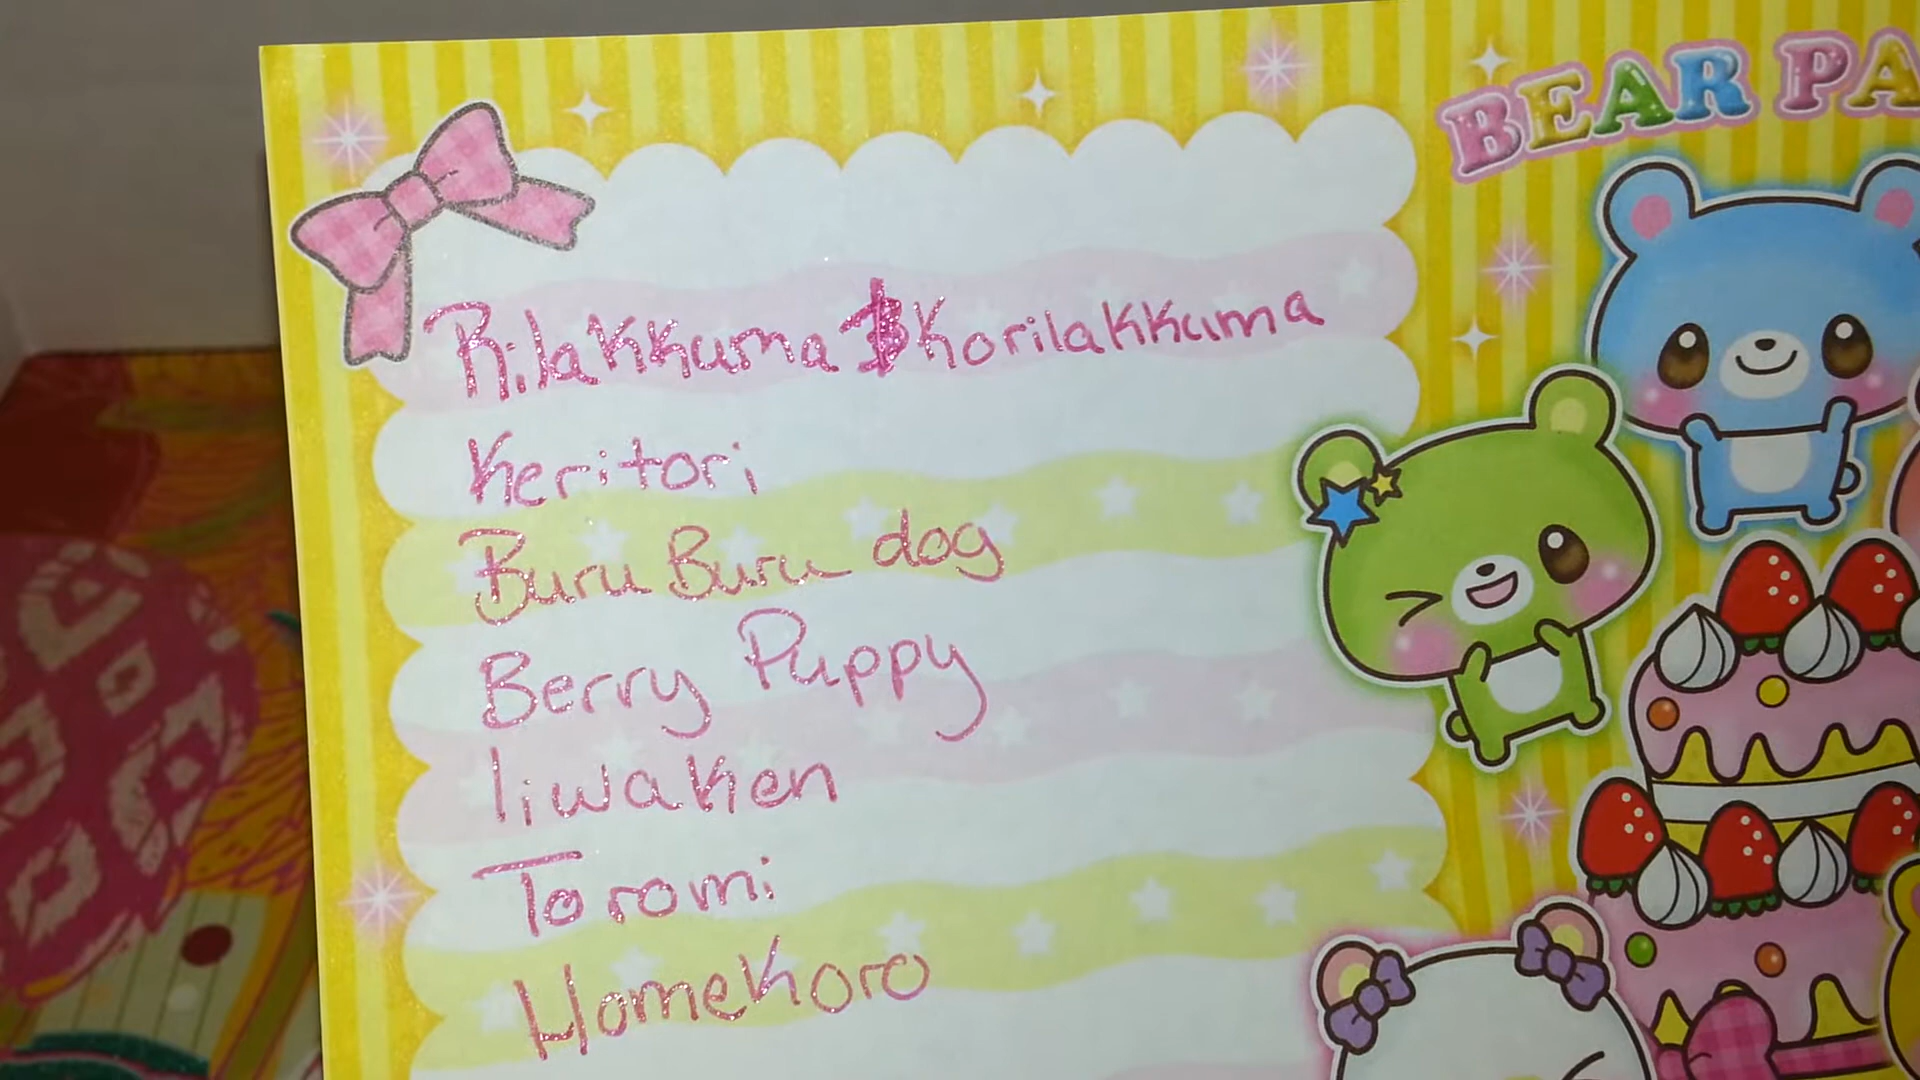 BEAR PA
Rilakkuma & Korilakkuma
Keritori
Buru Buru dog
Berry Puppy
Iiwaken
Toromi
Homekoro